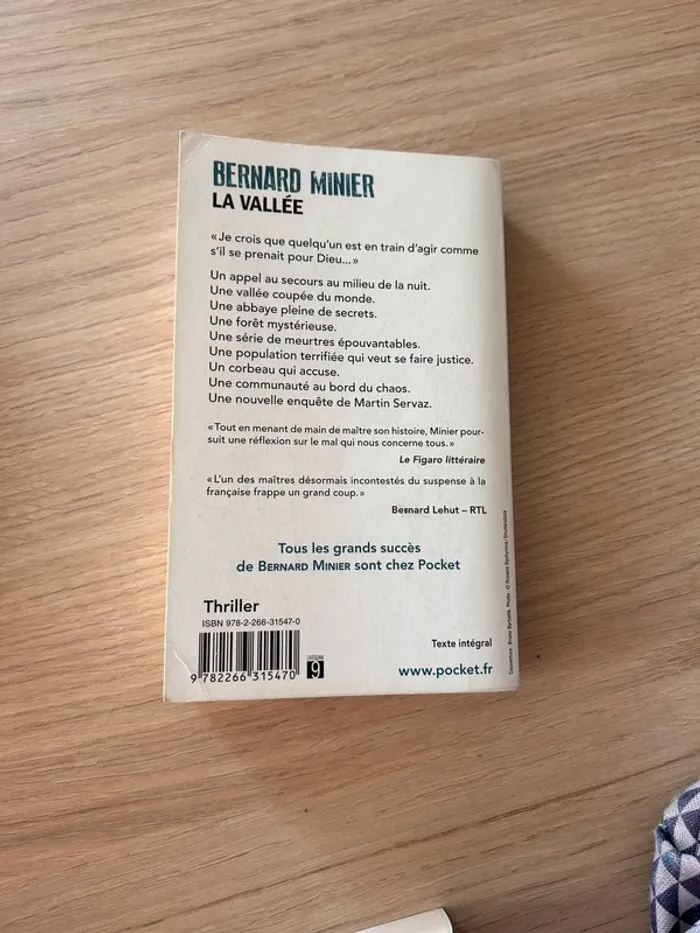 BERNARD MINIER
LA VALLÉE
« Je crois que quelqu'un est en train d'agir comme
s'il se prenait pour Dieu... »
Un appel au secours au milieu de la nuit.
Une vallée coupée du monde.
Une abbaye pleine de secrets.
Une forêt mystérieuse.
Une série de meurtres épouvantables.
Une population terrifiée qui veut se faire justice.
Un corbeau qui accuse.
Une communauté au bord du chaos.
Une nouvelle enquête de Martin Servaz.
« Tout en menant de main de maître son histoire, Minier pour-
suit une réflexion sur le mal qui nous concerne tous. »
Le Figaro littéraire
« L'un des maîtres désormais incontestés du suspense à la
française frappe un grand coup. »
Bernard Lehut – RTL
Tous les grands succès
de BERNARD MINIER sont chez Pocket
Thriller
ISBN 978-2-266-31547-0
9 782266 315470
CATÉGORIE
9
Texte intégral
www.pocket.fr
Couverture : Bruno Barbette. Photo : © / Shutterstock